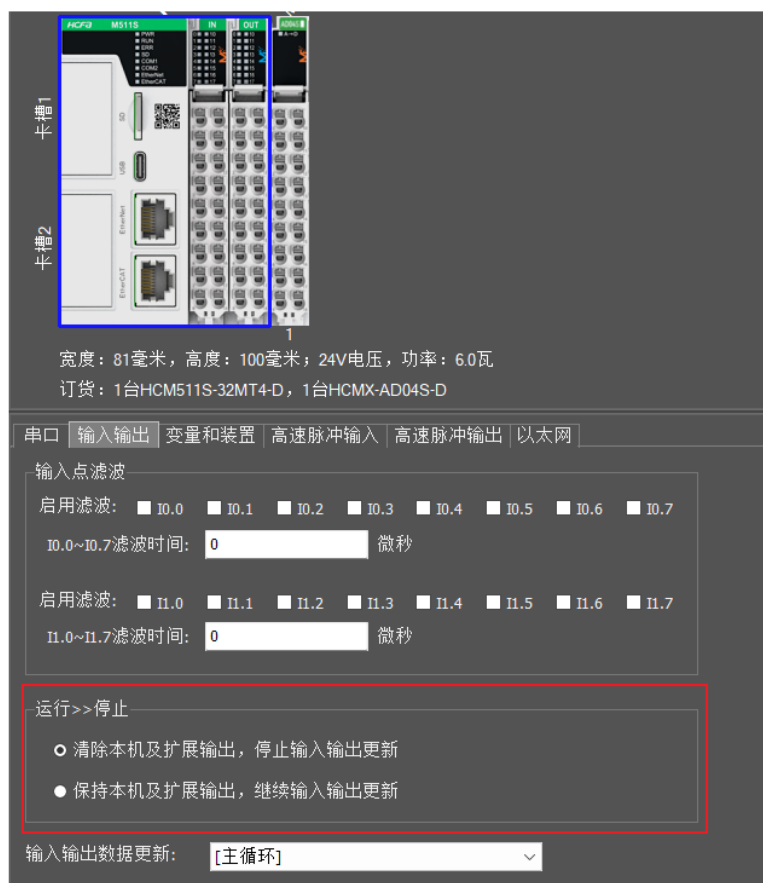 HCFA M511S IN OUT AD04S
PWR
RUN
ERR
SD
COM1
COM2
EtherNet
EtherCAT
A→D
卡槽1
SD
USB
卡槽2
EtherNet
EtherCAT
1
宽度：81毫米，高度：100毫米；24V电压，功率：6.0瓦
订货：1台HCM511S-32MT4-D，1台HCMX-AD04S-D
串口 输入输出 变量和装置 高速脉冲输入 高速脉冲输出 以太网
输入点滤波
启用滤波: I0.0 I0.1 I0.2 I0.3 I0.4 I0.5 I0.6 I0.7
I0.0~I0.7滤波时间: 0 微秒
启用滤波: I1.0 I1.1 I1.2 I1.3 I1.4 I1.5 I1.6 I1.7
I1.0~I1.7滤波时间: 0 微秒
运行>>停止
清除本机及扩展输出，停止输入输出更新
保持本机及扩展输出，继续输入输出更新
输入输出数据更新: [主循环]